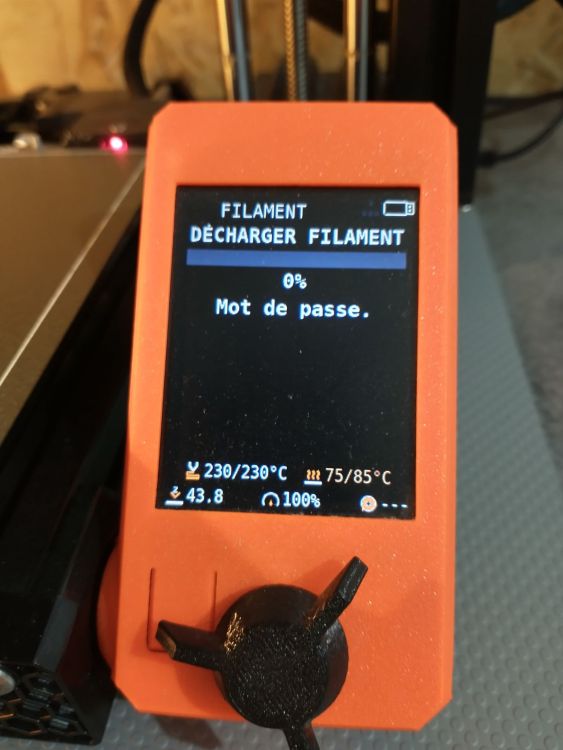 FILAMENT
DÉCHARGER FILAMENT
0%
Mot de passe.
230/230°C 75/85°C
43.8 100% ---